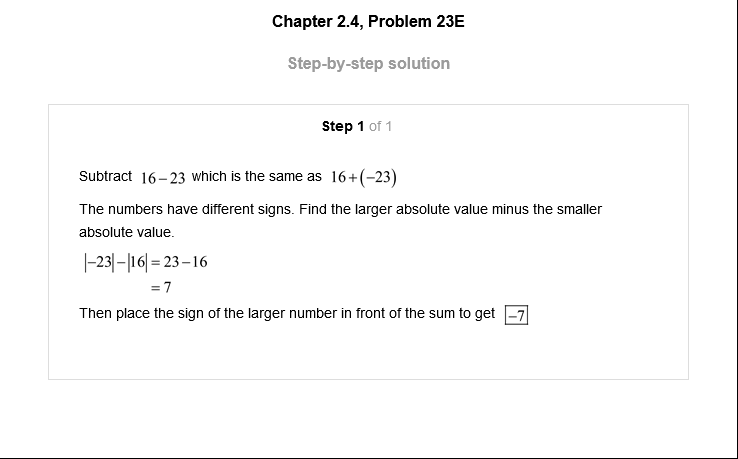 Chapter 2.4, Problem 23E
Step-by-step solution
Step 1 of 1
Subtract 16−23 which is the same as 16+(−23)
The numbers have different signs. Find the larger absolute value minus the smaller
absolute value.
|−23|−|16| = 23−16
= 7
Then place the sign of the larger number in front of the sum to get −7